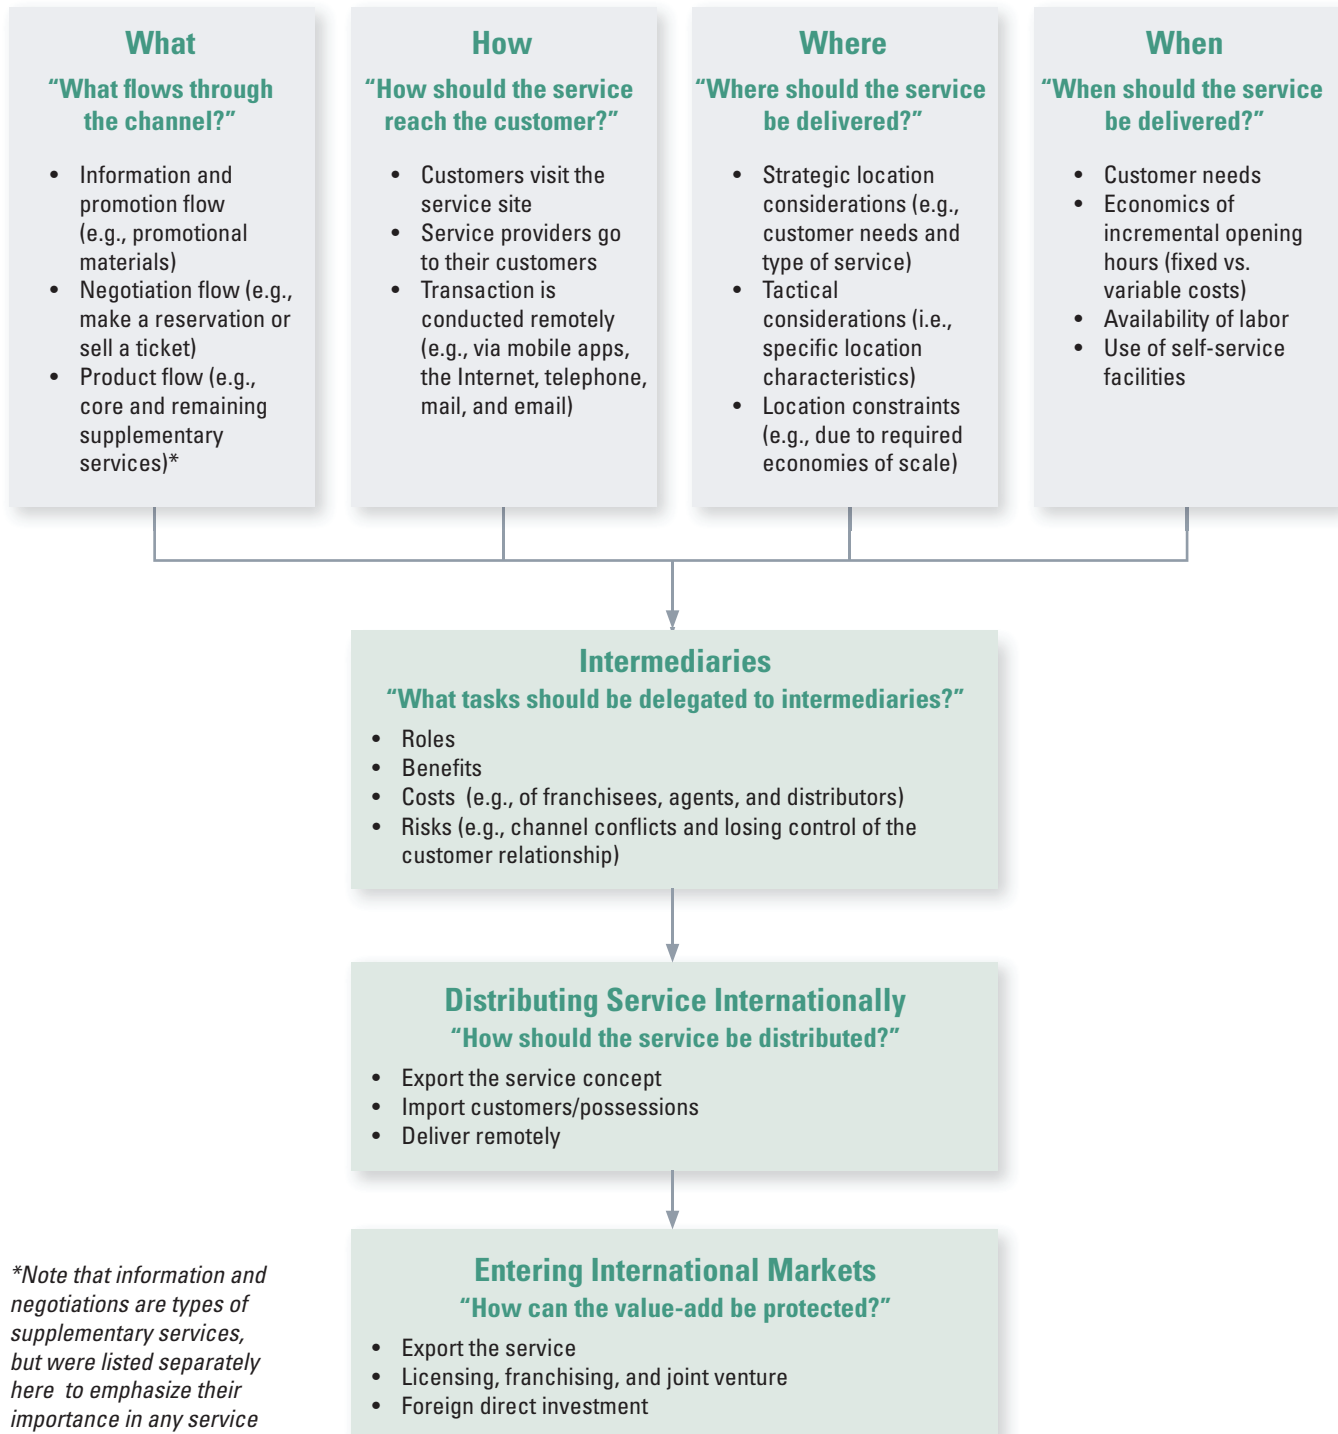 What
“What flows through
the channel?”
• Information and
promotion flow
(e.g., promotional
materials)
• Negotiation flow (e.g.,
make a reservation or
sell a ticket)
• Product flow (e.g.,
core and remaining
supplementary
services)*
How
“How should the service
reach the customer?”
• Customers visit the
service site
• Service providers go
to their customers
• Transaction is
conducted remotely
(e.g., via mobile apps,
the Internet, telephone,
mail, and email)
Where
“Where should the service
be delivered?”
• Strategic location
considerations (e.g.,
customer needs and
type of service)
• Tactical
considerations (i.e.,
specific location
characteristics)
• Location constraints
(e.g., due to required
economies of scale)
When
“When should the service
be delivered?”
• Customer needs
• Economics of
incremental opening
hours (fixed vs.
variable costs)
• Availability of labor
• Use of self-service
facilities
Intermediaries
“What tasks should be delegated to intermediaries?”
• Roles
• Benefits
• Costs (e.g., of franchisees, agents, and distributors)
• Risks (e.g., channel conflicts and losing control of the
customer relationship)
Distributing Service Internationally
“How should the service be distributed?”
• Export the service concept
• Import customers/possessions
• Deliver remotely
Entering International Markets
“How can the value-add be protected?”
• Export the service
• Licensing, franchising, and joint venture
• Foreign direct investment
*Note that information and
negotiations are types of
supplementary services,
but were listed separately
here to emphasize their
importance in any service